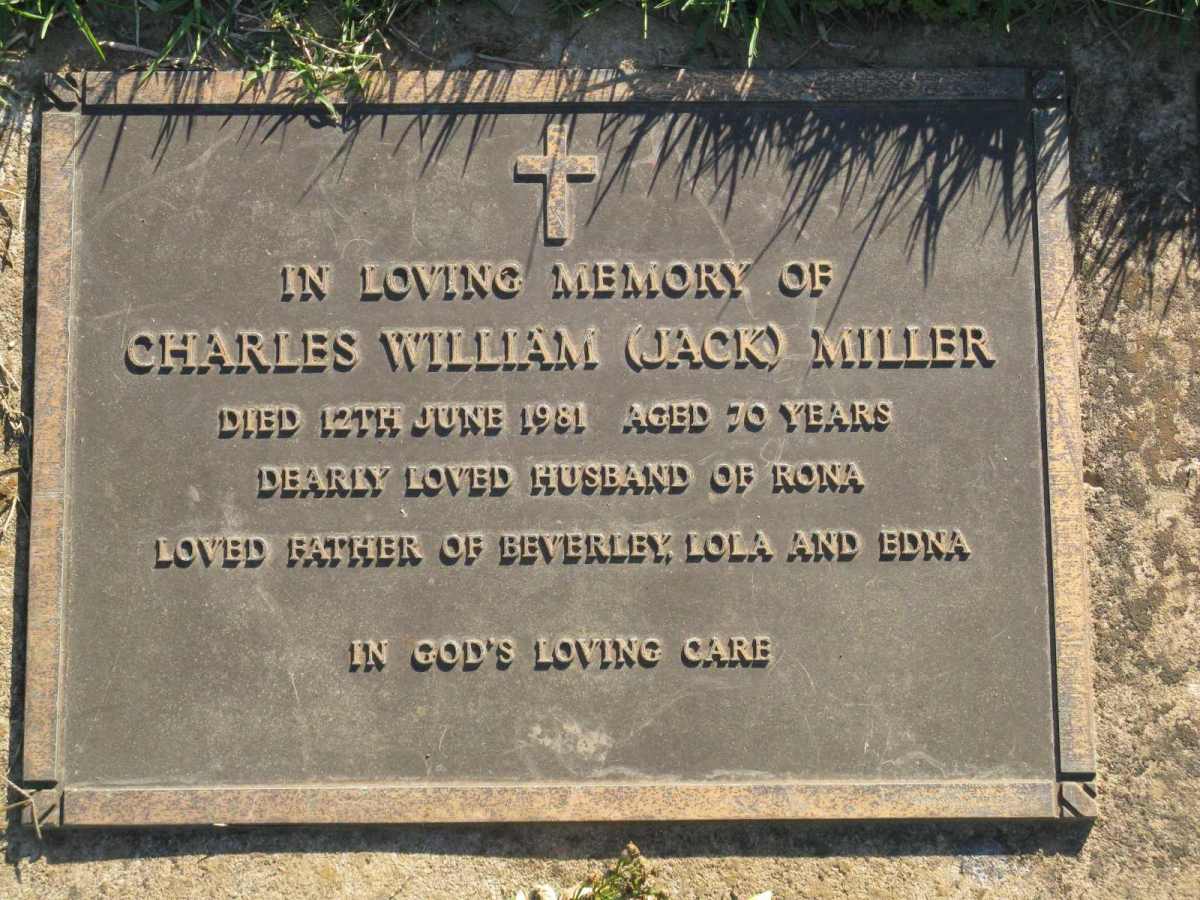 IN LOVING MEMORY OF
CHARLES WILLIAM (JACK) MILLER
DIED 12TH JUNE 1981 AGED 70 YEARS
DEARLY LOVED HUSBAND OF RONA
LOVED FATHER OF BEVERLEY, LOLA AND EDNA
IN GOD'S LOVING CARE